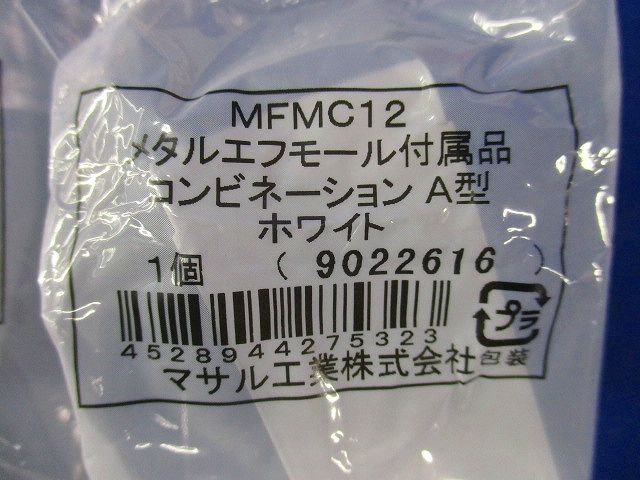 MFMC12
メタルエフモール付属品
コンビネーション A型
ホワイト
1個 (9022616)
4528944275323
プラ
包装
マサル工業株式会社